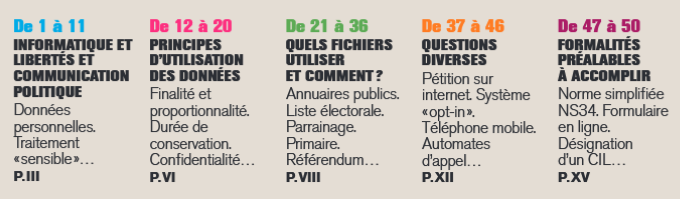 De 1 à 11
INFORMATIQUE ET
LIBERTÉS ET
COMMUNICATION
POLITIQUE
Données
personnelles.
Traitement
«sensible»...
P.III
De 12 à 20
PRINCIPES
D'UTILISATION
DES DONNÉES
Finalité et
proportionnalité.
Durée de
conservation.
Confidentialité...
P.VI
De 21 à 36
QUELS FICHIERS
UTILISER
ET COMMENT ?
Annuaires publics.
Liste électorale.
Parrainage.
Primaire.
Référendum...
P.VIII
De 37 à 46
QUESTIONS
DIVERSES
Pétition sur
internet. Système
«opt-in».
Téléphone mobile.
Automates
d'appel...
P.XII
De 47 à 50
FORMALITÉS
PRÉALABLES
À ACCOMPLIR
Norme simplifiée
NS34. Formulaire
en ligne.
Désignation
d'un CIL...
P.XV